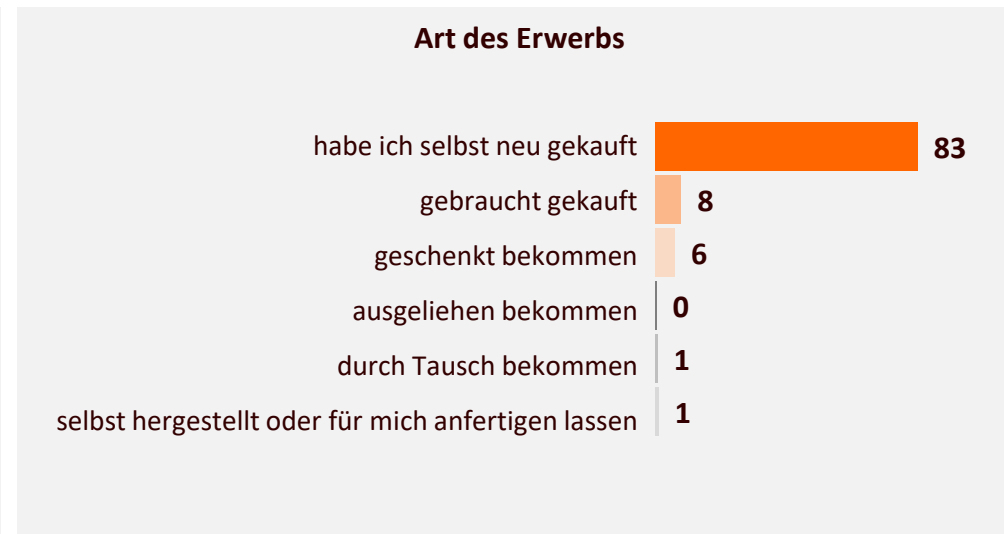 Art des Erwerbs
habe ich selbst neu gekauft 83
gebraucht gekauft 8
geschenkt bekommen 6
ausgeliehen bekommen 0
durch Tausch bekommen 1
selbst hergestellt oder für mich anfertigen lassen 1